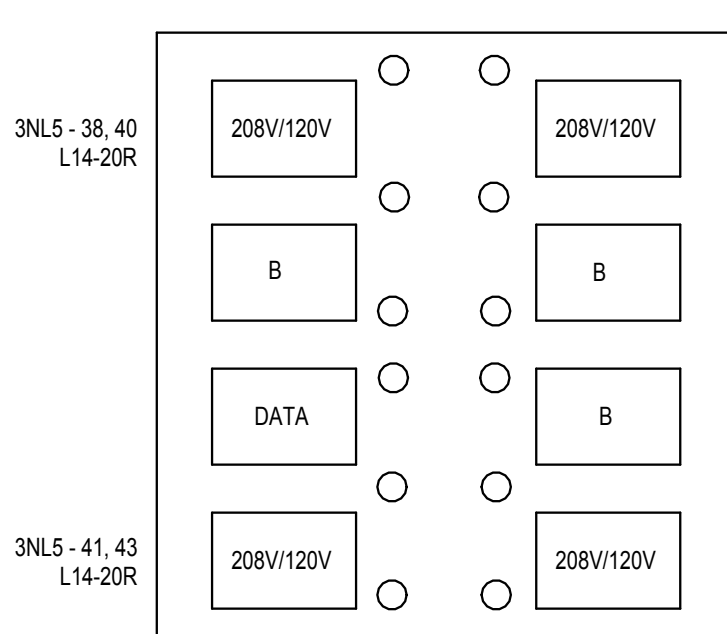 3NL5 - 38, 40
L14-20R
208V/120V
208V/120V
B
B
DATA
B
3NL5 - 41, 43
L14-20R
208V/120V
208V/120V